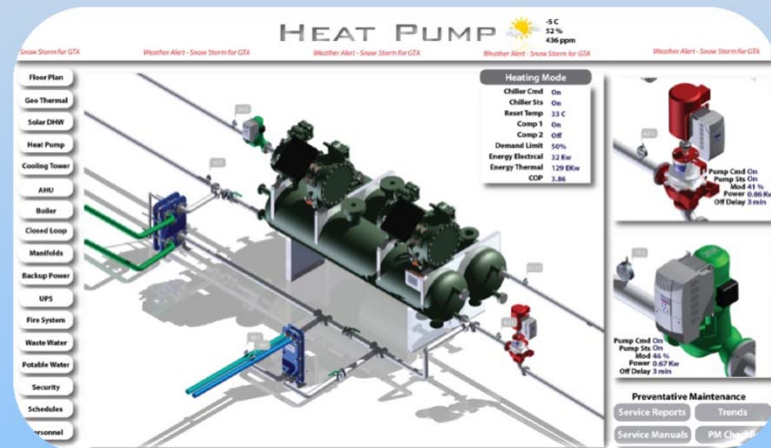 HEAT PUMP
-5 C
52 %
436 ppm
Snow Storm for GTA
Weather Alert - Snow Storm for GTA
Weather Alert - Snow Storm for GTA
Weather Alert - Snow Storm for GTA
Weather Alert - Snow Storm for GTA
Floor Plan
Geo Thermal
Solar DHW
Heat Pump
Cooling Tower
AHU
Boiler
Closed Loop
Manifolds
Backup Power
UPS
Fire System
Waste Water
Potable Water
Security
Schedules
Personnel
Heating Mode
Chiller Cmd On
Chiller Sts On
Reset Temp 33 C
Comp 1 On
Comp 2 Off
Demand Limit 50%
Energy Electrcal 32 Kw
Energy Thermal 129 EKw
COP 3.86
Pump Cmd On
Pump Sts On
Mod 41 %
Power 0.86 Kw
Off Delay 3 min
Pump Cmd On
Pump Sts On
Mod 46 %
Power 0.67 Kw
Off Delay 3 min
Preventative Maintenance
Service Reports
Trends
Service Manuals
PM